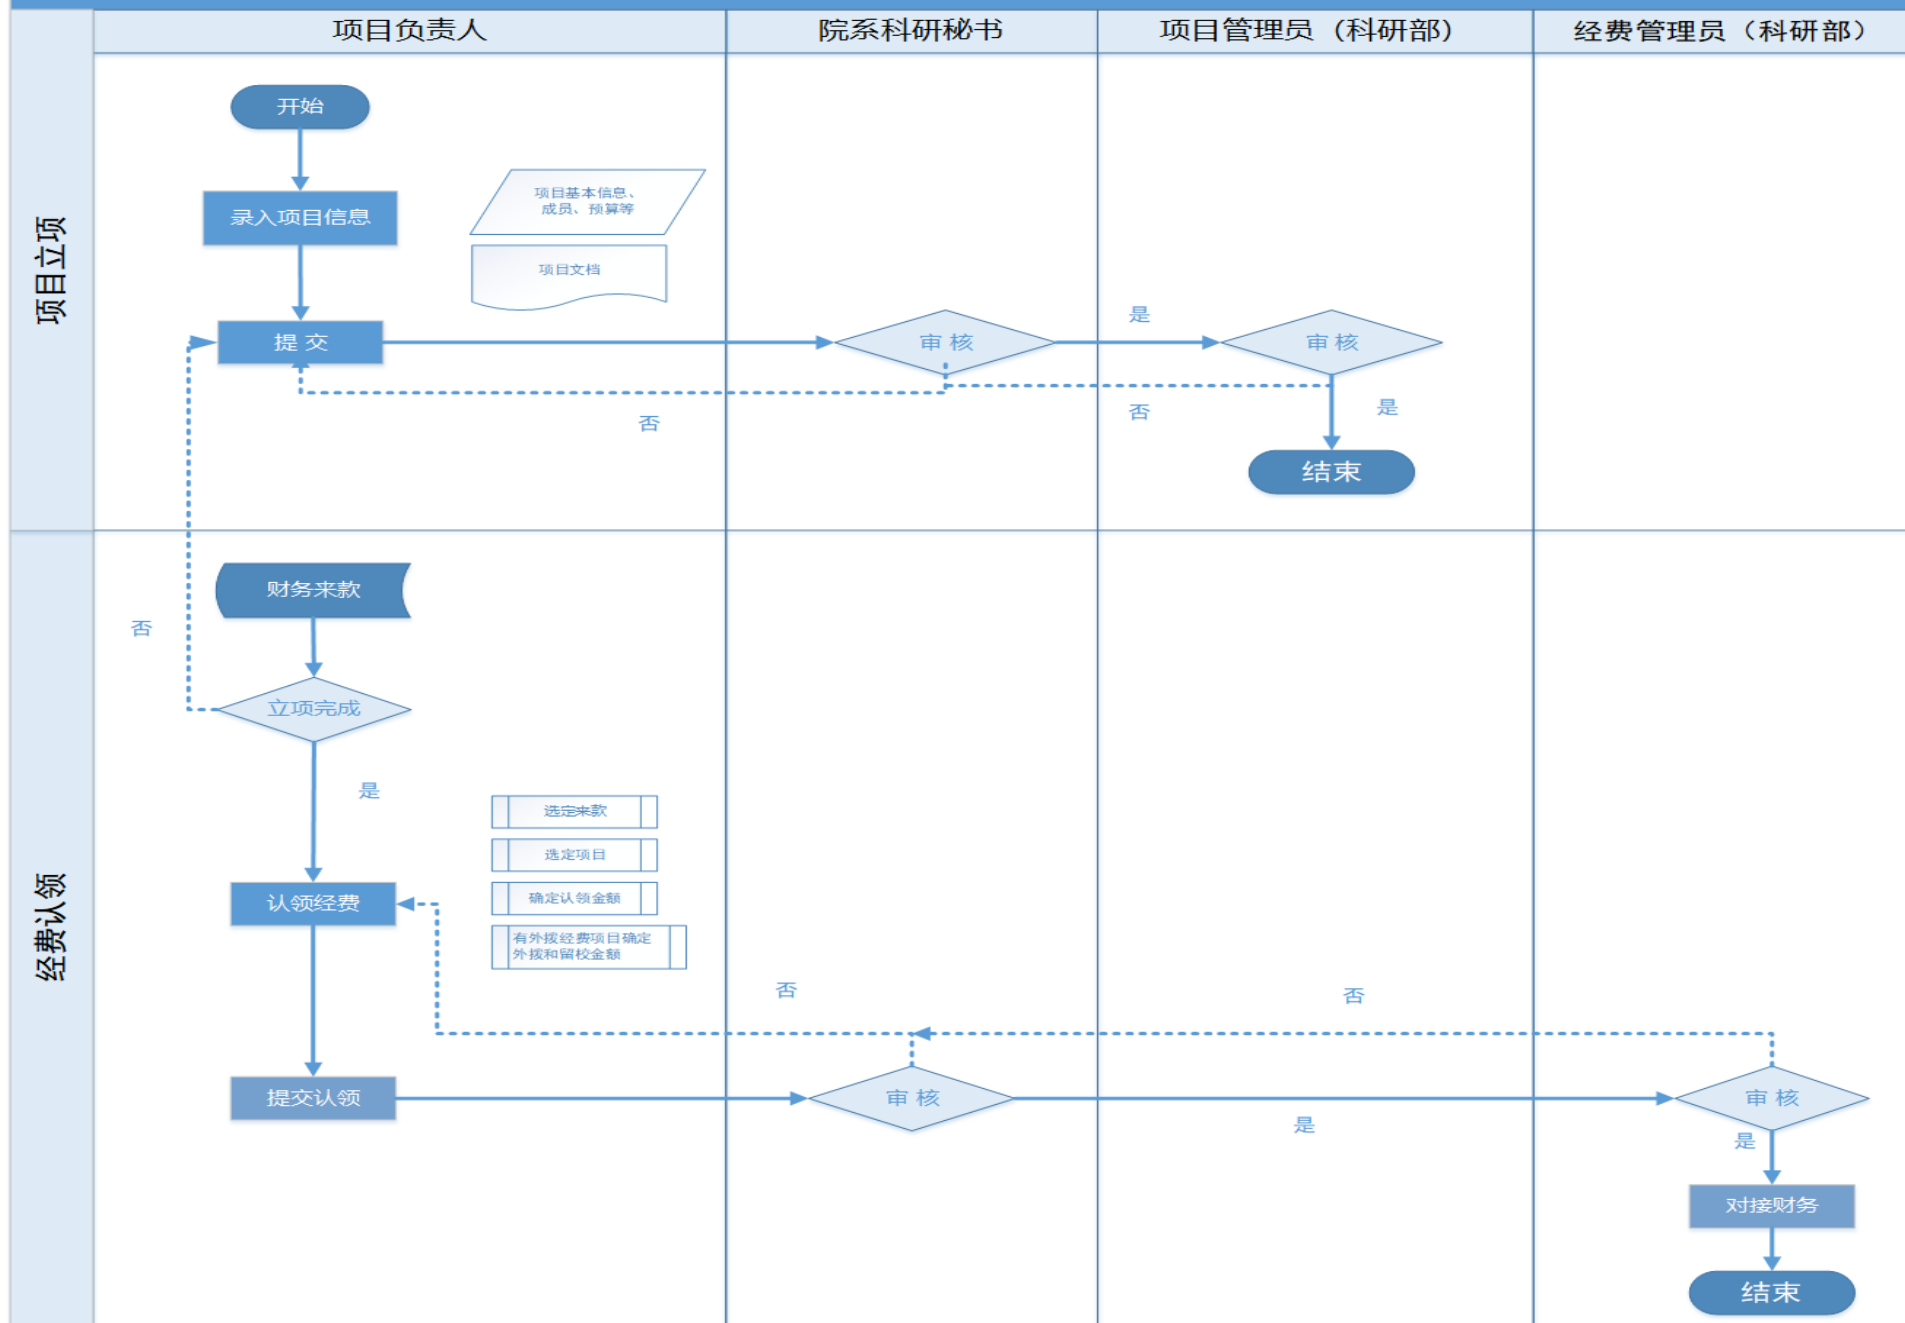 项目负责人
院系科研秘书
项目管理员（科研部）
经费管理员（科研部）
项目立项
开始
录入项目信息
项目基本信息、
成员、预算等
项目文档
提 交
审 核
是
审 核
否
否
是
结束
经费认领
财务来款
否
立项完成
是
选定来款
选定项目
认领经费
确定认领金额
有外拨经费项目确定
外拨和留校金额
否
否
提交认领
审 核
是
审 核
是
对接财务
结束